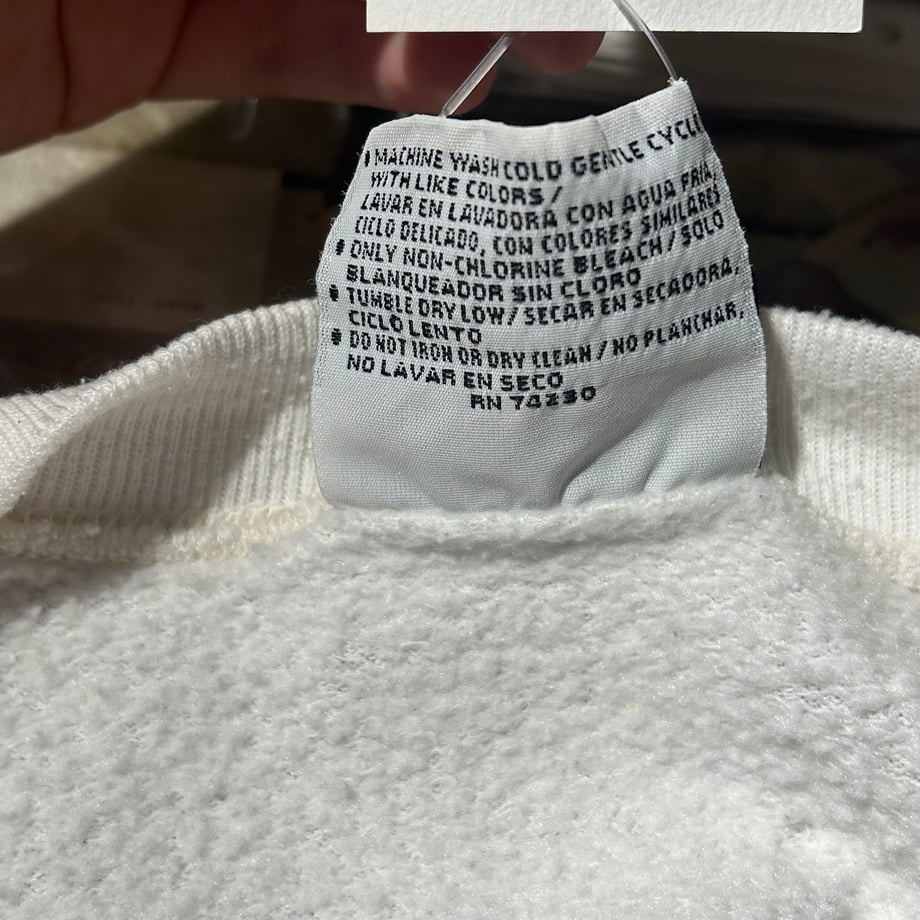 MACHINE WASH COLD GENTLE CYCLE
WITH LIKE COLORS /
LAVAR EN LAVADORA CON AGUA FRIA,
CICLO DELICADO, CON COLORES SIMILARES
ONLY NON-CHLORINE BLEACH / SOLO
BLANQUEADOR SIN CLORO
TUMBLE DRY LOW / SECAR EN SECADORA,
CICLO LENTO
DO NOT IRON OR DRY CLEAN / NO PLANCHAR,
NO LAVAR EN SECO
RN 74230